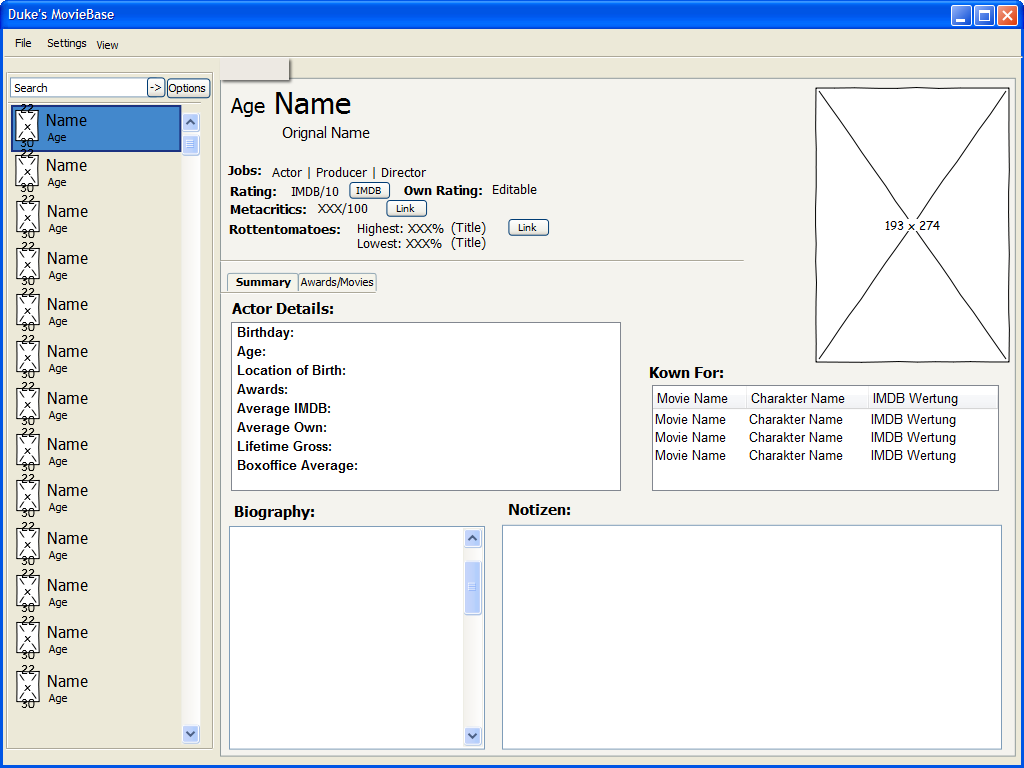 Duke's MovieBase
File Settings View
Search -> Options
22
x
30
Name
Age
22
x
30
Name
Age
22
x
30
Name
Age
22
x
30
Name
Age
22
x
30
Name
Age
22
x
30
Name
Age
22
x
30
Name
Age
22
x
30
Name
Age
22
x
30
Name
Age
22
x
30
Name
Age
22
x
30
Name
Age
22
x
30
Name
Age
22
x
30
Name
Age
Age Name
Orignal Name
Jobs: Actor | Producer | Director
Rating: IMDB/10 IMDB Own Rating: Editable
Metacritics: XXX/100 Link
Rottentomatoes: Highest: XXX% (Title) Link
Lowest: XXX% (Title)
193 x 274
Summary Awards/Movies
Actor Details:
Birthday:
Age:
Location of Birth:
Awards:
Average IMDB:
Average Own:
Lifetime Gross:
Boxoffice Average:
Kown For:
Movie Name Charakter Name IMDB Wertung
Movie Name Charakter Name IMDB Wertung
Movie Name Charakter Name IMDB Wertung
Movie Name Charakter Name IMDB Wertung
Biography:
Notizen: